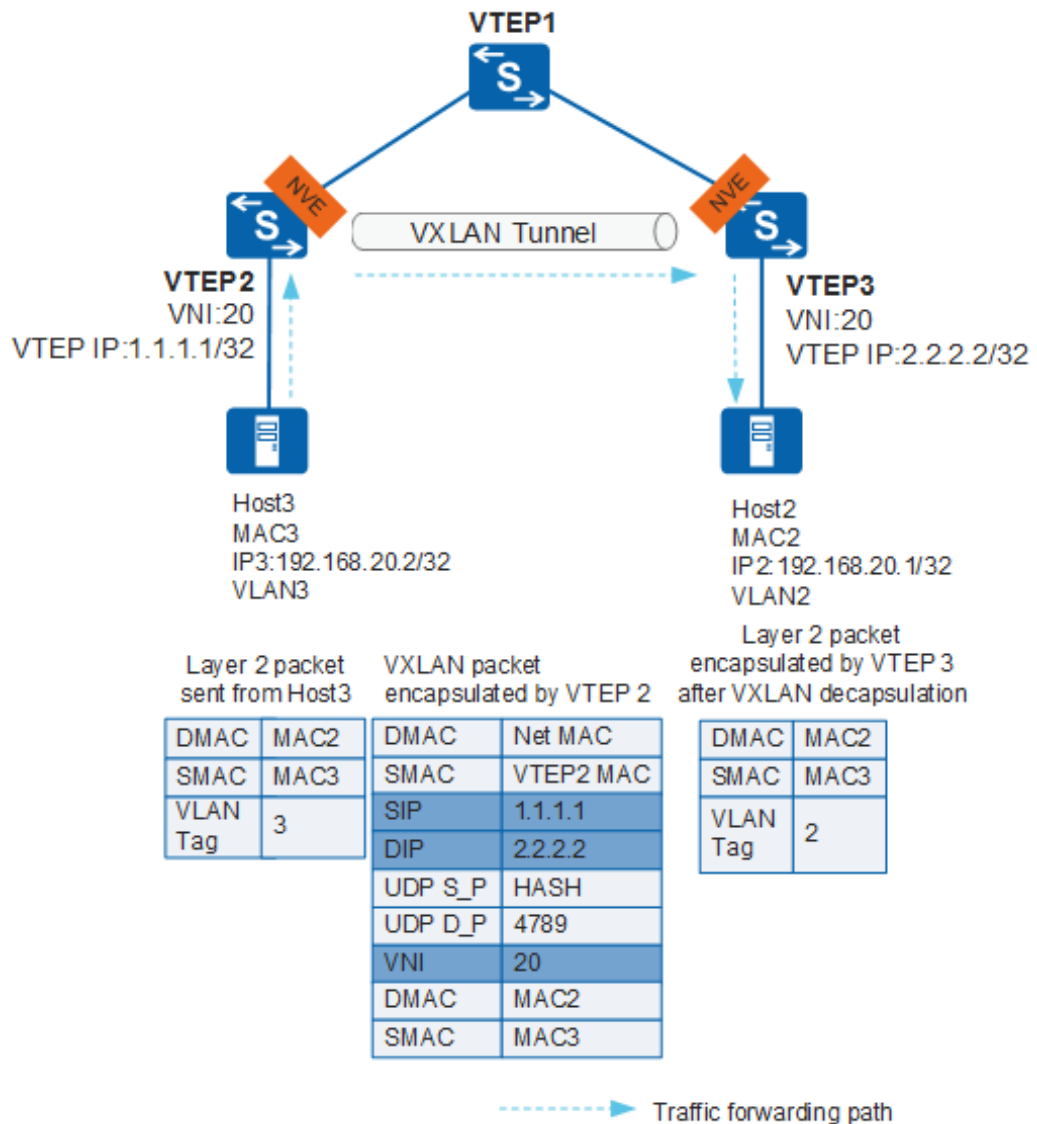 VTEP1
S
NVE
NVE
S
VXLAN Tunnel
S
VTEP2
VNI:20
VTEP IP:1.1.1.1/32
VTEP3
VNI:20
VTEP IP:2.2.2.2/32
Host3
MAC3
IP3:192.168.20.2/32
VLAN3
Host2
MAC2
IP2:192.168.20.1/32
VLAN2
Layer 2 packet
sent from Host3
DMAC MAC2
SMAC MAC3
VLAN
Tag 3
VXLAN packet
encapsulated by VTEP 2
DMAC Net MAC
SMAC VTEP2 MAC
SIP 1.1.1.1
DIP 2.2.2.2
UDP S_P HASH
UDP D_P 4789
VNI 20
DMAC MAC2
SMAC MAC3
Layer 2 packet
encapsulated by VTEP 3
after VXLAN decapsulation
DMAC MAC2
SMAC MAC3
VLAN
Tag 2
Traffic forwarding path